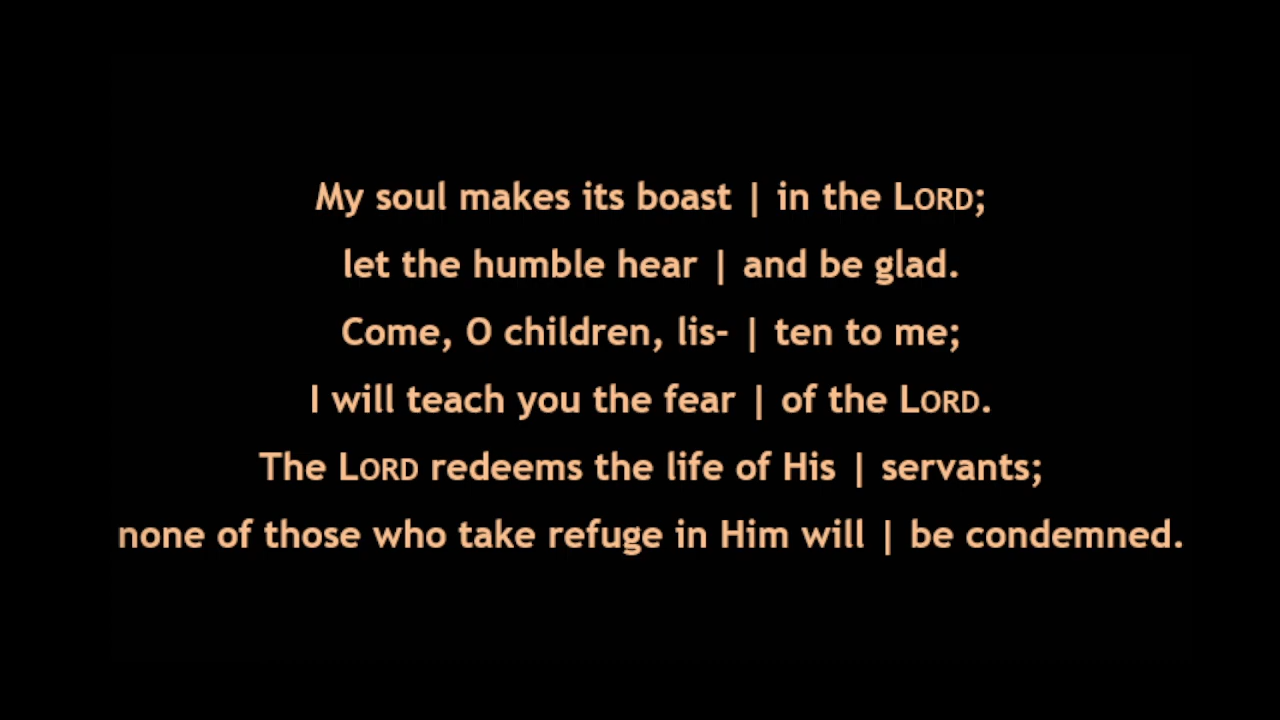 My soul makes its boast | in the LORD;
let the humble hear | and be glad.
Come, O children, lis- | ten to me;
I will teach you the fear | of the LORD.
The LORD redeems the life of His | servants;
none of those who take refuge in Him will | be condemned.